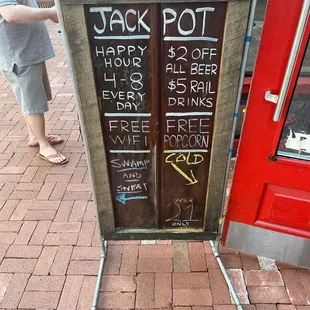 JACK POT
HAPPY
HOUR
4-8
EVERY
DAY
FREE
WIFI
SWAMP
AND
SWEAT
$2 OFF
ALL BEER
$5 RAIL
DRINKS
FREE
POPCORN
COLD
21
ONLY